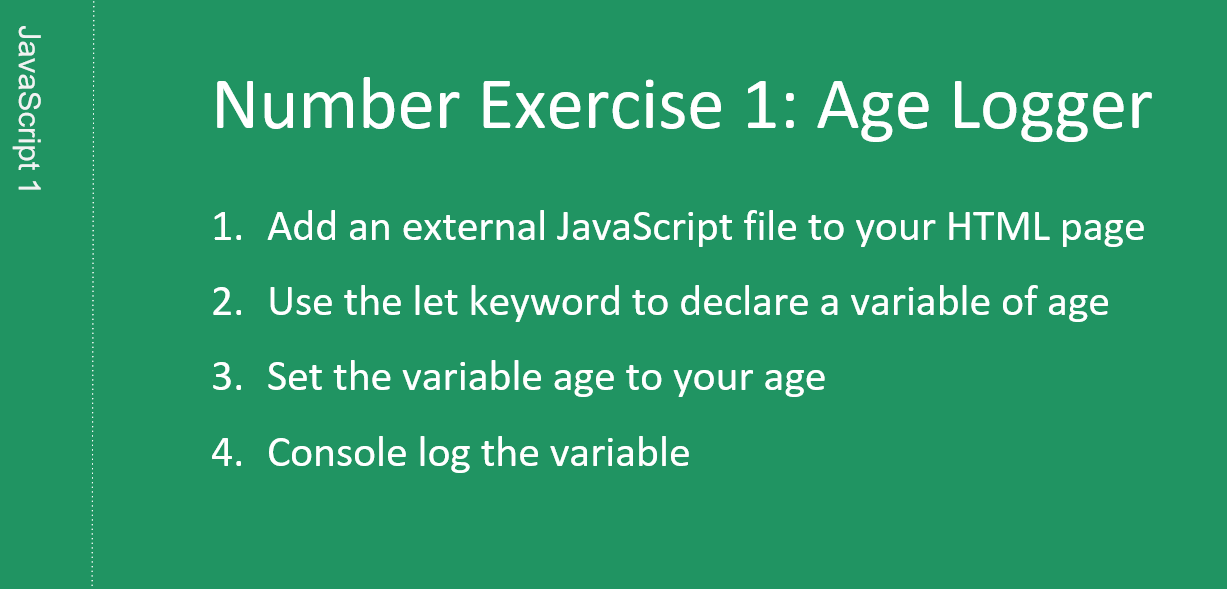 JavaScript 1
Number Exercise 1: Age Logger
1. Add an external JavaScript file to your HTML page
2. Use the let keyword to declare a variable of age
3. Set the variable age to your age
4. Console log the variable